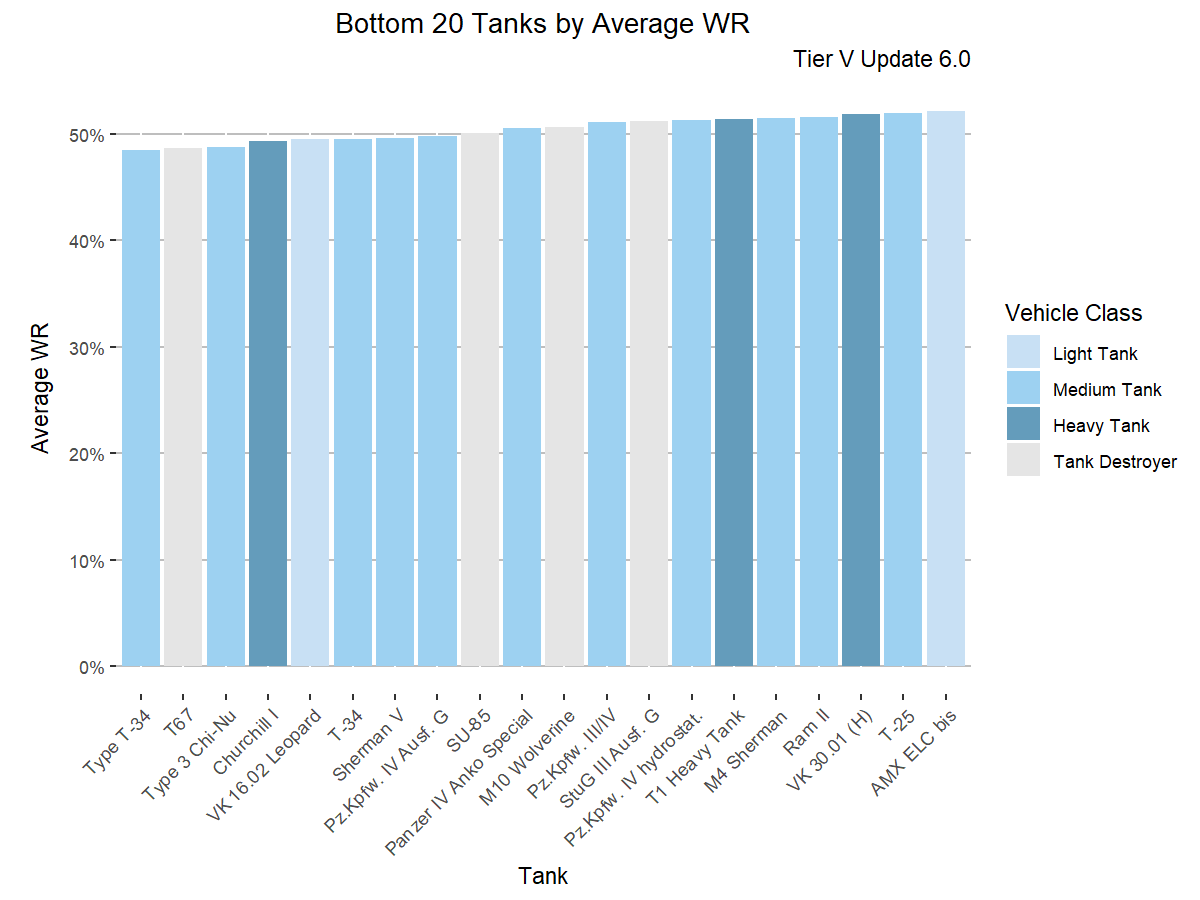 Bottom 20 Tanks by Average WR
Tier V Update 6.0
Average WR
50%
40%
30%
20%
10%
0%
Type T-34
T67
Type 3 Chi-Nu
Churchill I
VK 16.02 Leopard
T-34
Sherman V
Pz.Kpfw. IV Ausf. G
SU-85
Panzer IV Anko Special
M10 Wolverine
Pz.Kpfw. III/IV
StuG III Ausf. G
Pz.Kpfw. IV hydrostat.
T1 Heavy Tank
M4 Sherman
Ram II
VK 30.01 (H)
T-25
AMX ELC bis
Tank
Vehicle Class
Light Tank
Medium Tank
Heavy Tank
Tank Destroyer